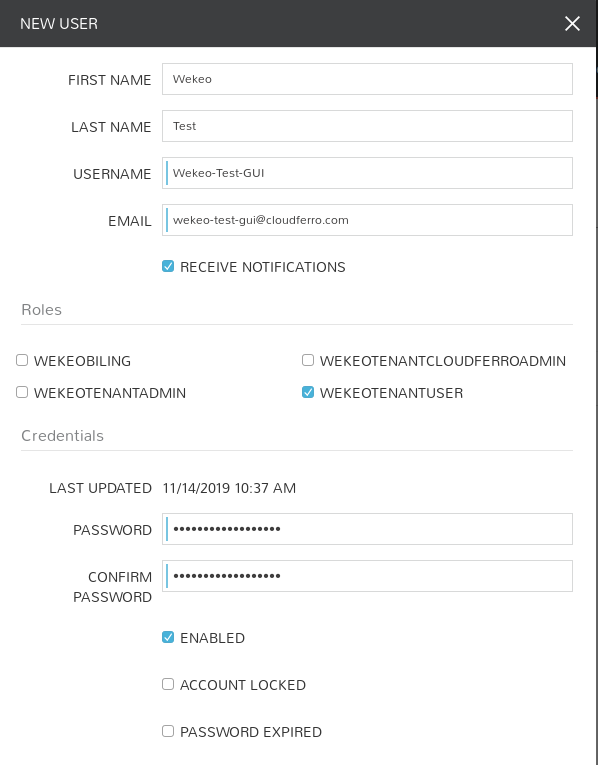 NEW USER
FIRST NAME Wekeo
LAST NAME Test
USERNAME Wekeo-Test-GUI
EMAIL wekeo-test-gui@cloudferro.com
RECEIVE NOTIFICATIONS
Roles
WEKEOBILING WEKEOTENANTCLOUDFERROADMIN
WEKEOTENANTADMIN WEKEOTENANTUSER
Credentials
LAST UPDATED 11/14/2019 10:37 AM
PASSWORD ••••••••••••••••••
CONFIRM ••••••••••••••••••
PASSWORD
ENABLED
ACCOUNT LOCKED
PASSWORD EXPIRED